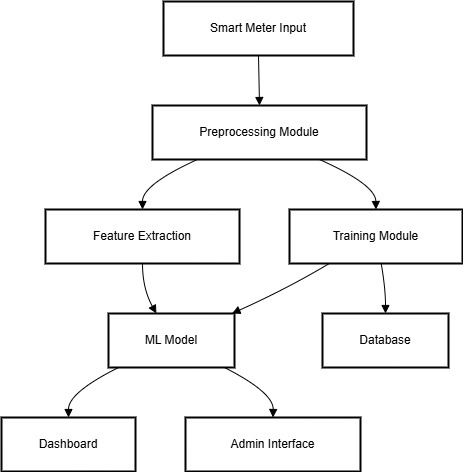 Smart Meter Input
Preprocessing Module
Feature Extraction
Training Module
ML Model
Database
Dashboard
Admin Interface